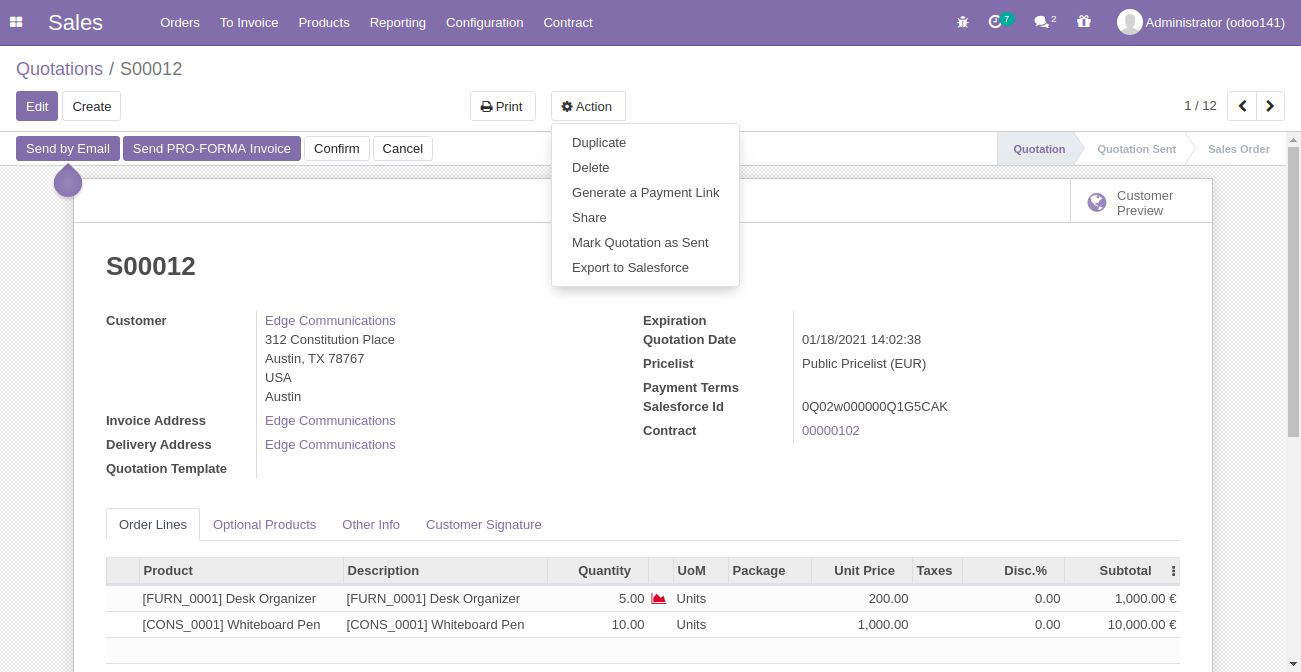 Sales Orders To Invoice Products Reporting Configuration Contract 7 2 Administrator (odoo141)
Quotations / S00012
Edit Create Print Action 1 / 12
Duplicate
Delete
Generate a Payment Link
Share
Mark Quotation as Sent
Export to Salesforce
Send by Email Send PRO-FORMA Invoice Confirm Cancel Quotation Quotation Sent Sales Order
Customer
Preview
S00012
Customer Edge Communications
312 Constitution Place
Austin, TX 78767
USA
Austin
Invoice Address Edge Communications
Delivery Address Edge Communications
Quotation Template
Expiration
Quotation Date 01/18/2021 14:02:38
Pricelist Public Pricelist (EUR)
Payment Terms
Salesforce Id 0Q02w000000Q1G5CAK
Contract 00000102
Order Lines Optional Products Other Info Customer Signature
Product Description Quantity UoM Package Unit Price Taxes Disc.% Subtotal
[FURN_0001] Desk Organizer [FURN_0001] Desk Organizer 5.00 Units 200.00 0.00 1,000.00 €
[CONS_0001] Whiteboard Pen [CONS_0001] Whiteboard Pen 10.00 Units 1,000.00 0.00 10,000.00 €